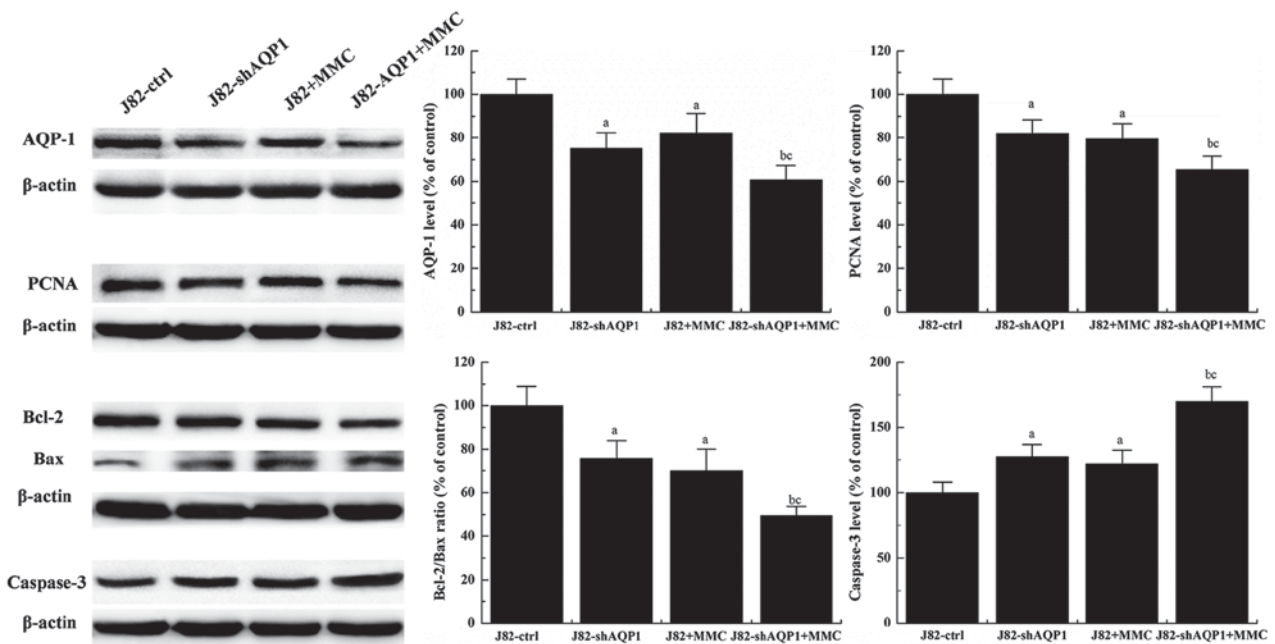 J82-ctrl
J82-shAQP1
J82+MMC
J82-AQP1+MMC
AQP-1
β-actin
PCNA
β-actin
Bcl-2
Bax
β-actin
Caspase-3
β-actin
AQP-1 level (% of control)
120
100
80
60
40
20
0
J82-ctrl J82-shAQP1 J82+MMC J82-shAQP1+MMC
a
a
bc
PCNA level (% of control)
120
100
80
60
40
20
0
J82-ctrl J82-shAQP1 J82+MMC J82-shAQP1+MMC
a
a
bc
Bcl-2/Bax ratio (% of control)
120
100
80
60
40
20
0
J82-ctrl J82-shAQP1 J82+MMC J82-shAQP1+MMC
a
a
bc
Caspase-3 level (% of control)
200
150
125
100
50
0
J82-ctrl J82-shAQP1 J82+MMC J82-shAQP1+MMC
a
a
bc